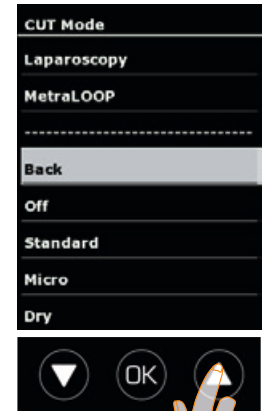 CUT Mode
Laparoscopy
MetraLOOP
--------------------------------
Back
Off
Standard
Micro
Dry
OK